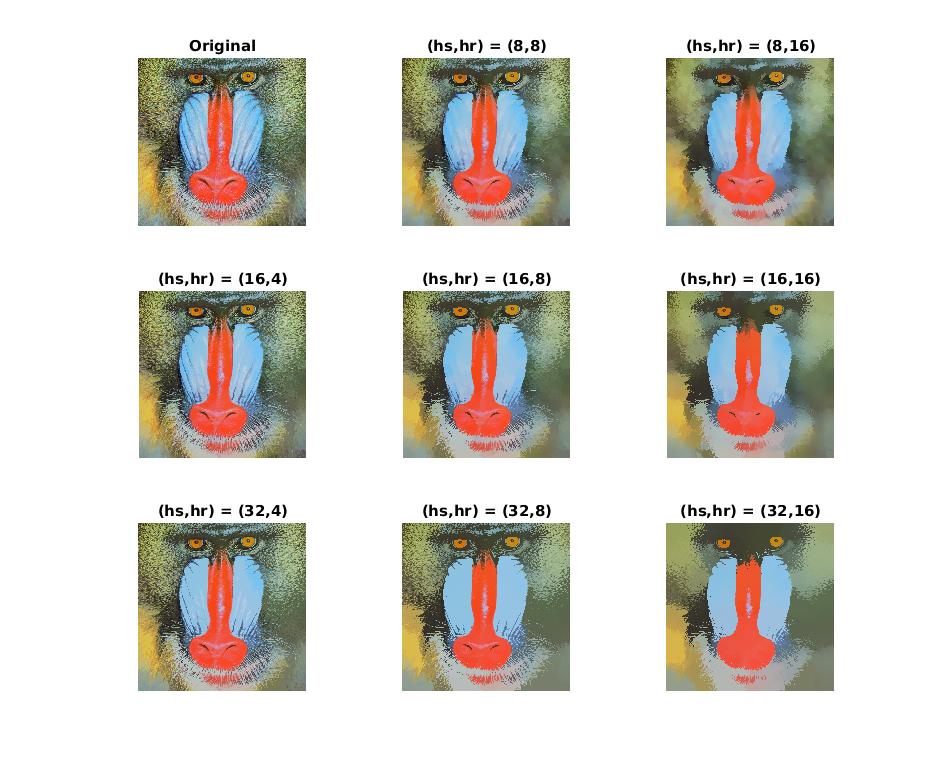 Original
(hs,hr) = (8,8)
(hs,hr) = (8,16)
(hs,hr) = (16,4)
(hs,hr) = (16,8)
(hs,hr) = (16,16)
(hs,hr) = (32,4)
(hs,hr) = (32,8)
(hs,hr) = (32,16)